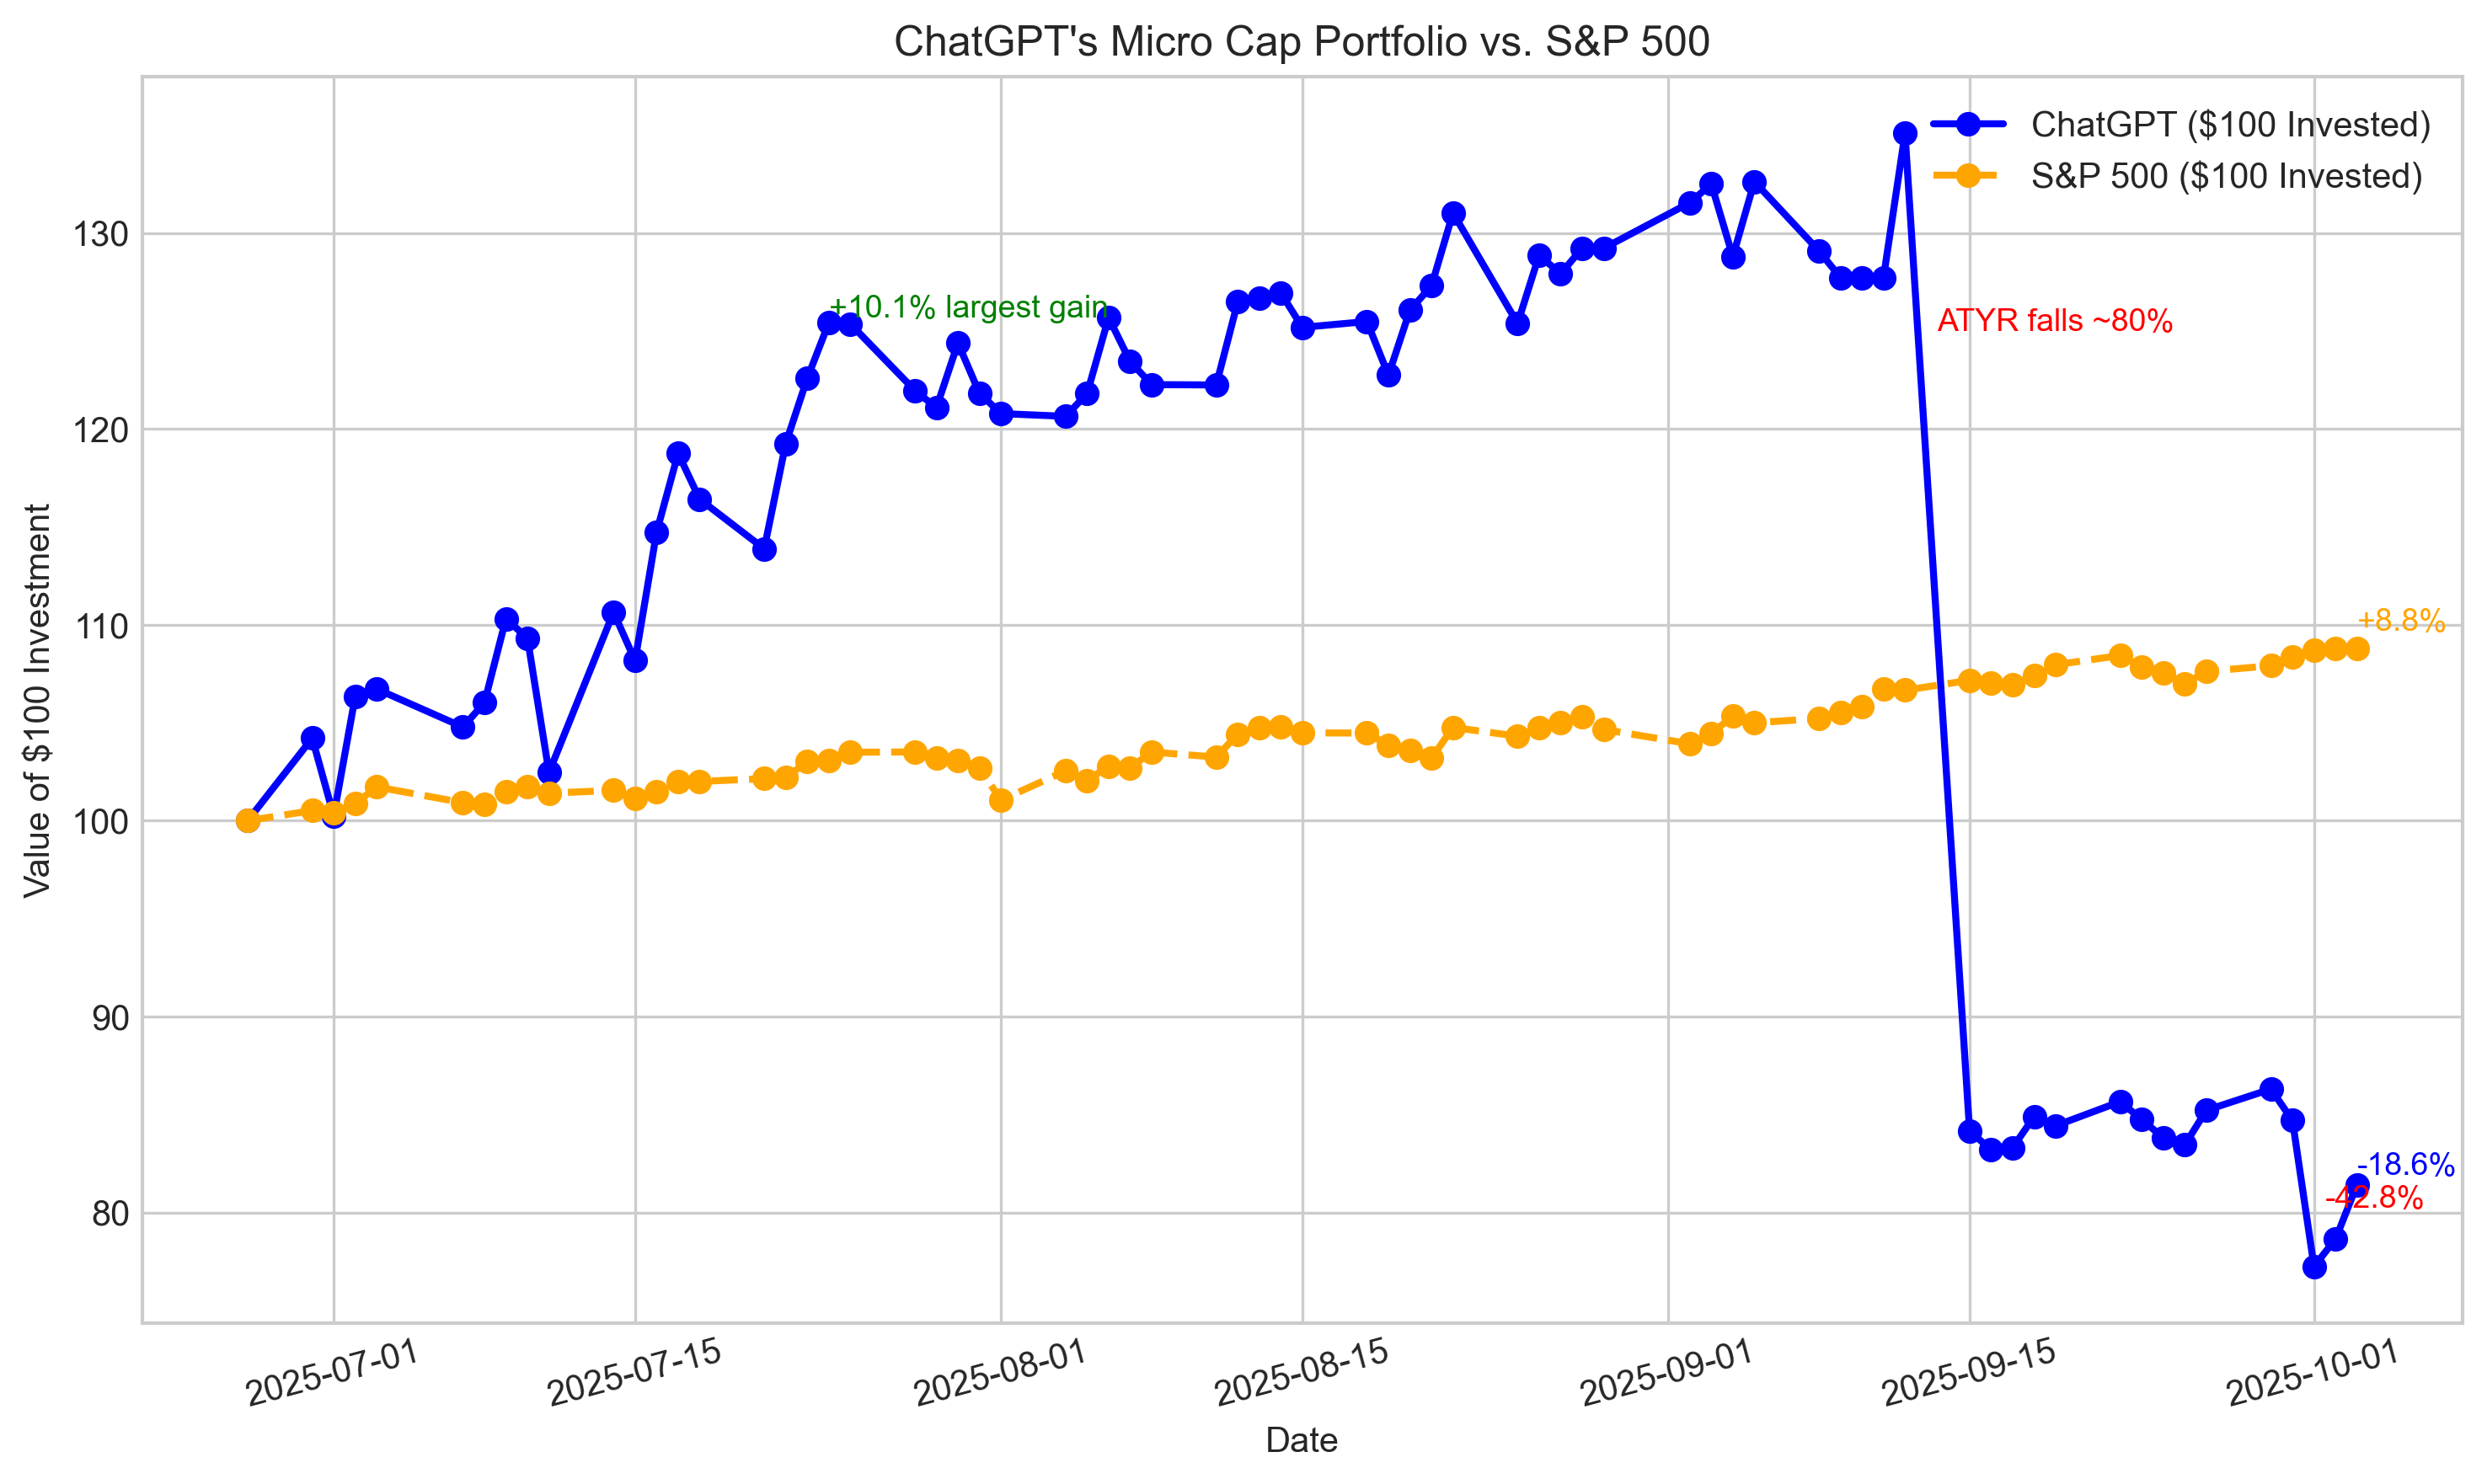 ChatGPT's Micro Cap Portfolio vs. S&P 500
ChatGPT ($100 Invested)
S&P 500 ($100 Invested)
Value of $100 Investment
130
120
110
100
90
80
+10.1% largest gain
ATYR falls ~80%
+8.8%
-18.6%
-42.8%
2025-07-01
2025-07-15
2025-08-01
2025-08-15
2025-09-01
2025-09-15
2025-10-01
Date